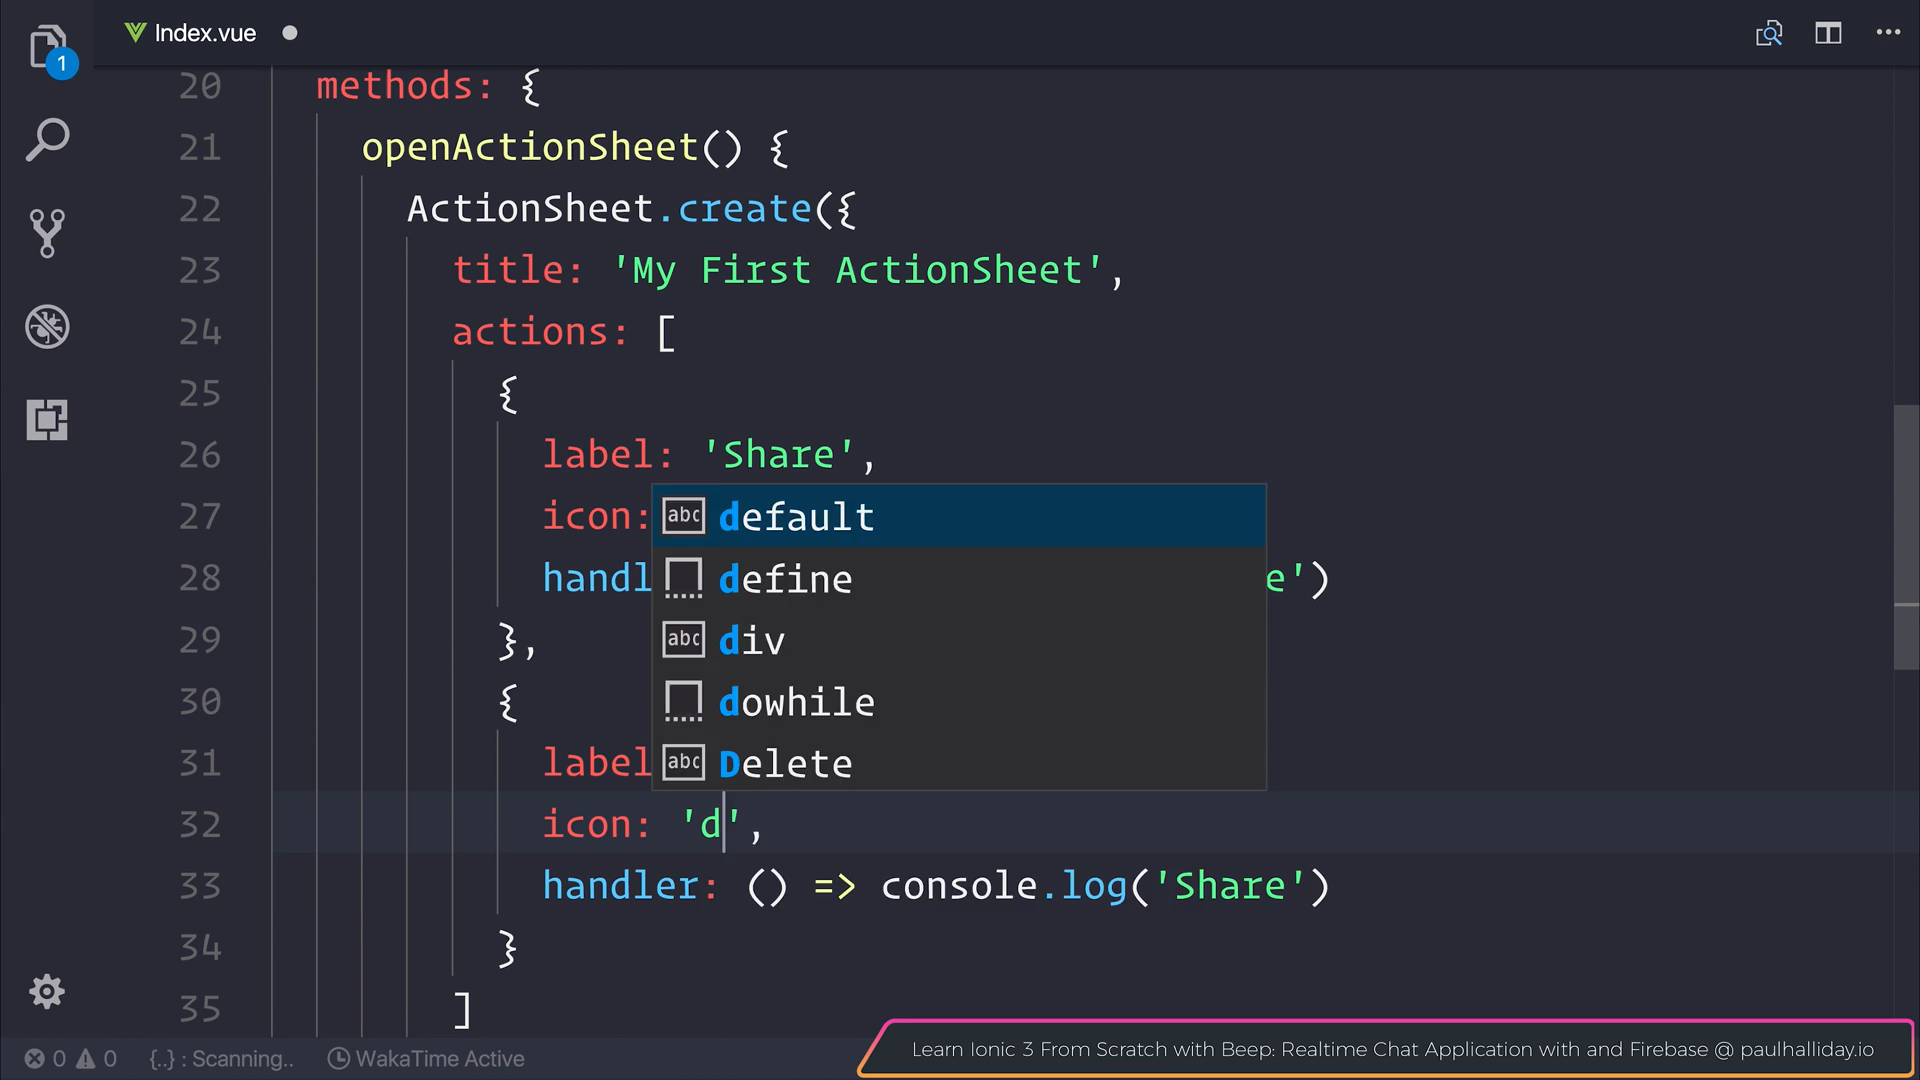 Index.vue
1
20 methods: {
21 openActionSheet() {
22 ActionSheet.create({
23 title: 'My First ActionSheet',
24 actions: [
25 {
26 label: 'Share',
27 icon:
28 handl e')
29 },
30 {
31 label
32 icon: 'd',
33 handler: () => console.log('Share')
34 }
35 ]
abc default
define
abc div
dowhile
abc Delete
0 0 {..} : Scanning.. WakaTime Active
Learn Ionic 3 From Scratch with Beep: Realtime Chat Application with and Firebase @ paulhalliday.io